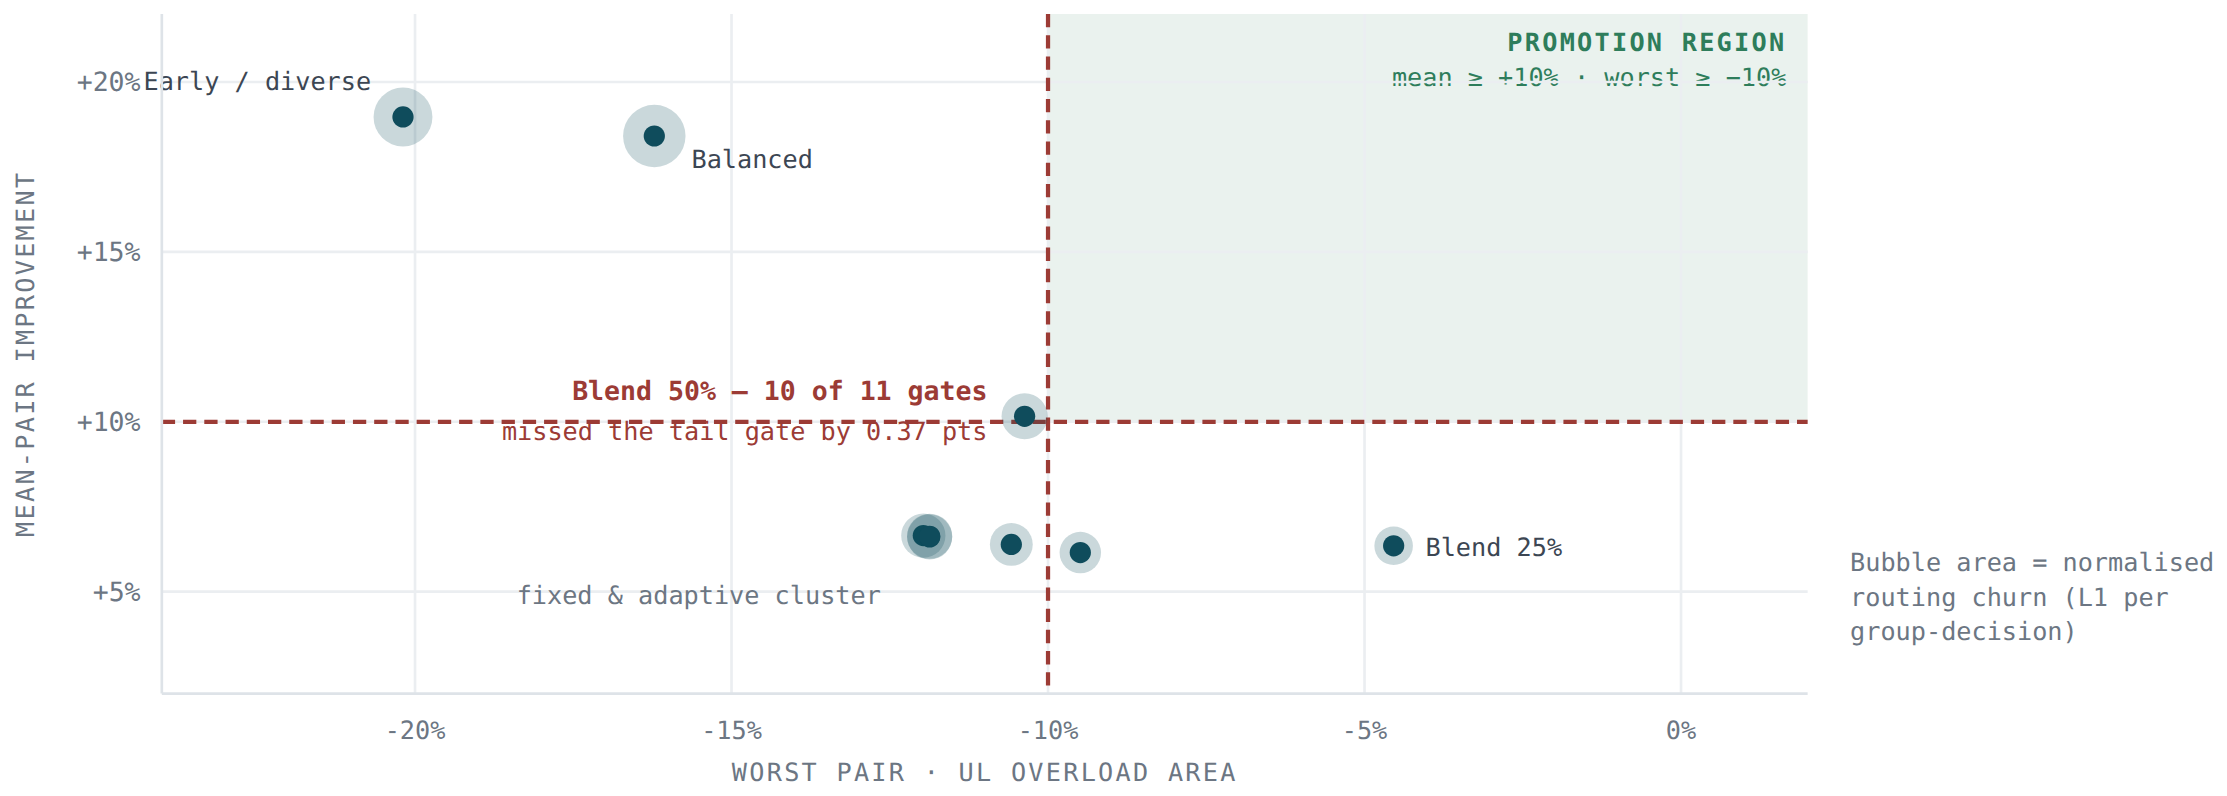 PROMOTION REGION
mean ≥ +10% · worst ≥ −10%
+20%
Early / diverse
Balanced
+15%
MEAN-PAIR IMPROVEMENT
Blend 50% — 10 of 11 gates
+10%
missed the tail gate by 0.37 pts
Blend 25%
+5%
fixed & adaptive cluster
Bubble area = normalised
routing churn (L1 per
group-decision)
-20%
-15%
-10%
-5%
0%
WORST PAIR · UL OVERLOAD AREA